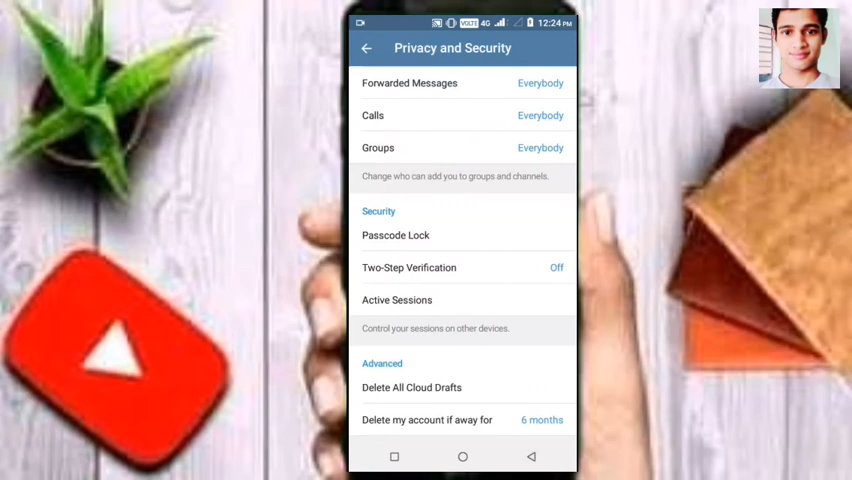 VOLTE 4G 12:24 PM
Privacy and Security
Forwarded Messages Everybody
Calls Everybody
Groups Everybody
Change who can add you to groups and channels.
Security
Passcode Lock
Two-Step Verification Off
Active Sessions
Control your sessions on other devices.
Advanced
Delete All Cloud Drafts
Delete my account if away for 6 months